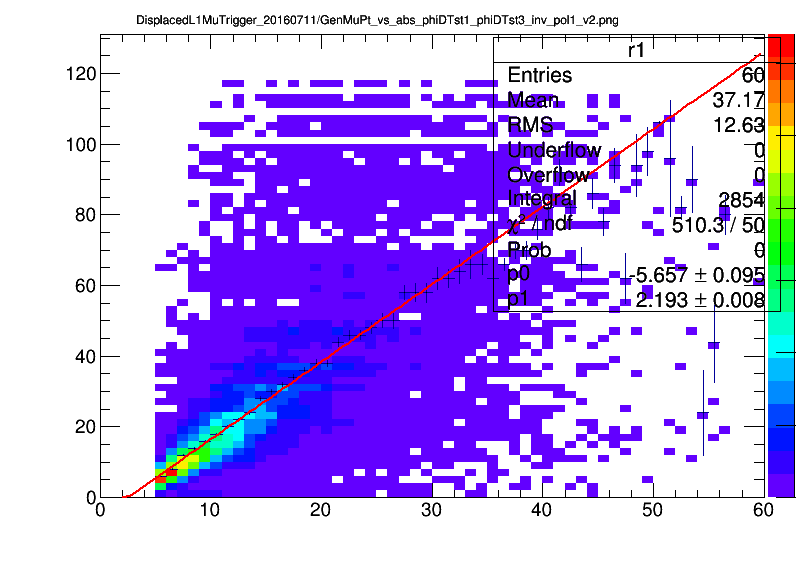 DisplacedL1MuTrigger_20160711/GenMuPt_vs_abs_phiDTst1_phiDTst3_inv_pol1_v2.png
r1
Entries 60
Mean 37.17
RMS 12.63
Underflow 0
Overflow 0
Integral 2854
χ² / ndf 510.3 / 50
Prob 0
p0 -5.657 ± 0.095
p1 2.193 ± 0.008
120
100
80
60
40
20
0
0 10 20 30 40 50 60